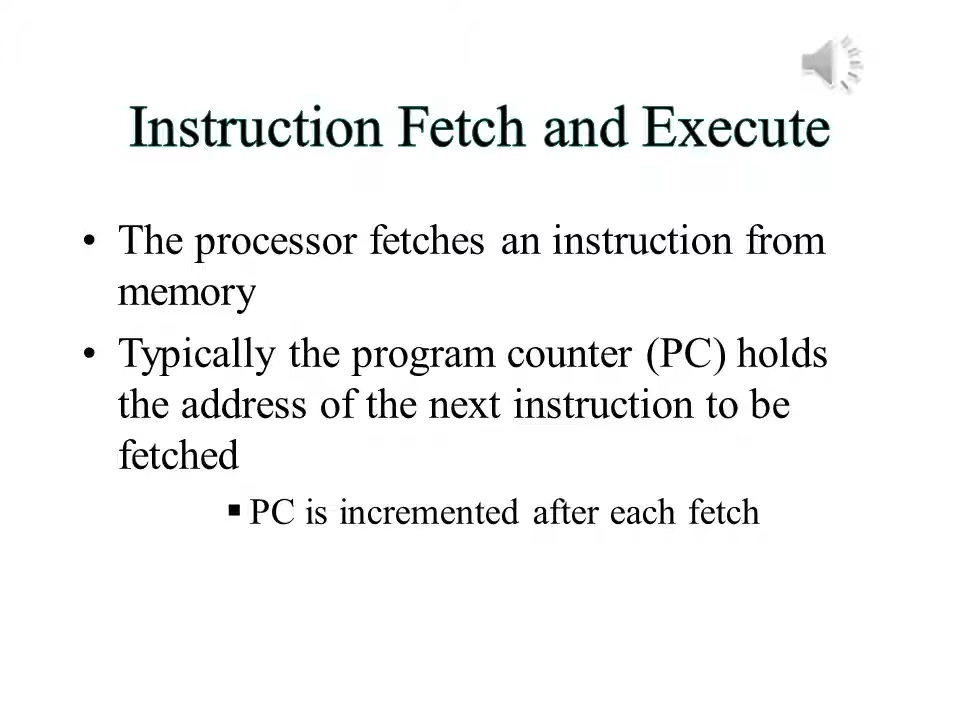 Instruction Fetch and Execute
• The processor fetches an instruction from
memory
• Typically the program counter (PC) holds
the address of the next instruction to be
fetched
▪ PC is incremented after each fetch